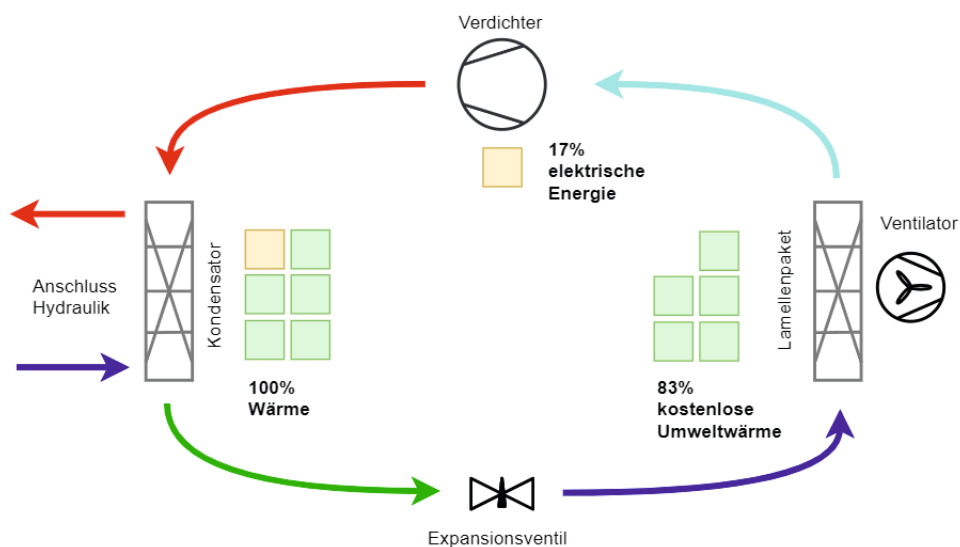 Verdichter
17%
elektrische
Energie
Ventilator
Anschluss
Hydraulik
Kondensator
Lamellenpaket
100%
Wärme
83%
kostenlose
Umweltwärme
Expansionsventil